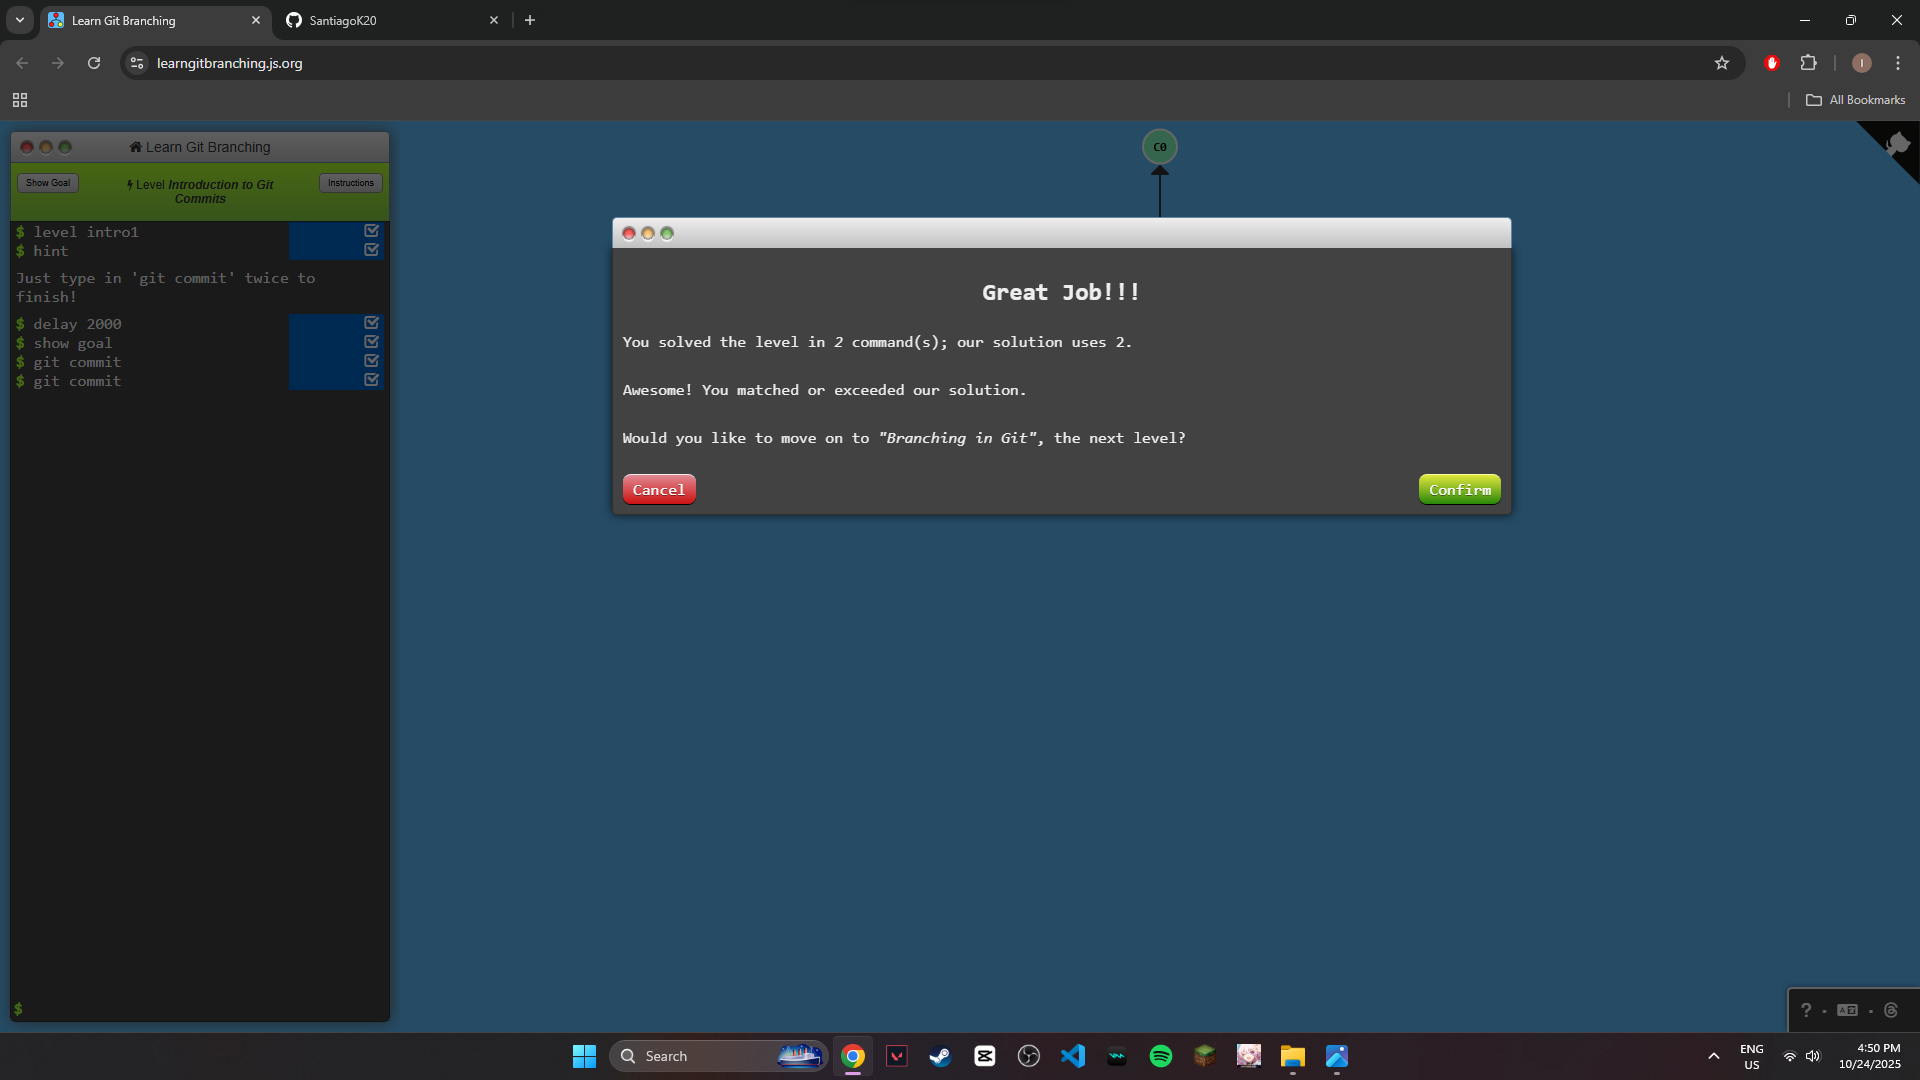 Learn Git Branching
SantiagoK20
learngitbranching.js.org
I
All Bookmarks
Learn Git Branching
Show Goal
Level Introduction to Git
Commits
Instructions
$ level intro1
$ hint
Just type in 'git commit' twice to
finish!
$ delay 2000
$ show goal
$ git commit
$ git commit
$
C0
Great Job!!!
You solved the level in 2 command(s); our solution uses 2.
Awesome! You matched or exceeded our solution.
Would you like to move on to "Branching in Git", the next level?
Cancel
Confirm
?
Search
ENG
US
4:50 PM
10/24/2025